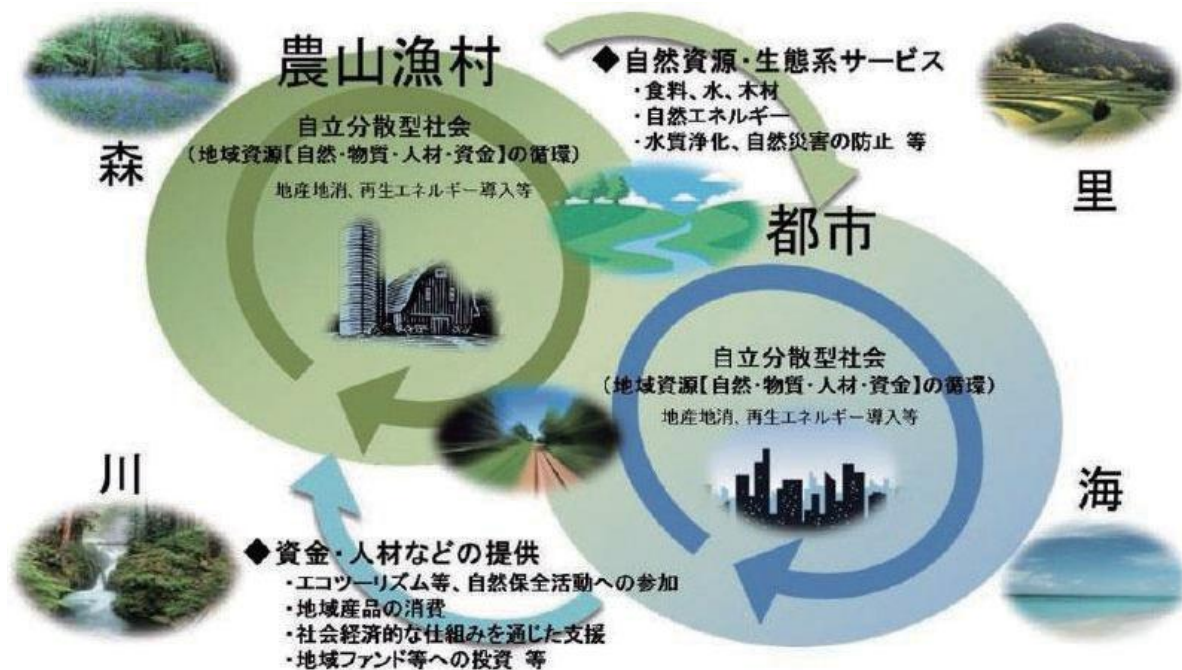 農山漁村
◆自然資源・生態系サービス
・食料、水、木材
・自然エネルギー
・水質浄化、自然災害の防止 等
自立分散型社会
(地域資源【自然・物質・人材・資金】の循環)
地産地消、再生エネルギー導入等
森
里
都市
自立分散型社会
(地域資源【自然・物質・人材・資金】の循環)
地産地消、再生エネルギー導入等
川
海
◆資金・人材などの提供
・エコツーリズム等、自然保全活動への参加
・地域産品の消費
・社会経済的な仕組みを通じた支援
・地域ファンド等への投資 等